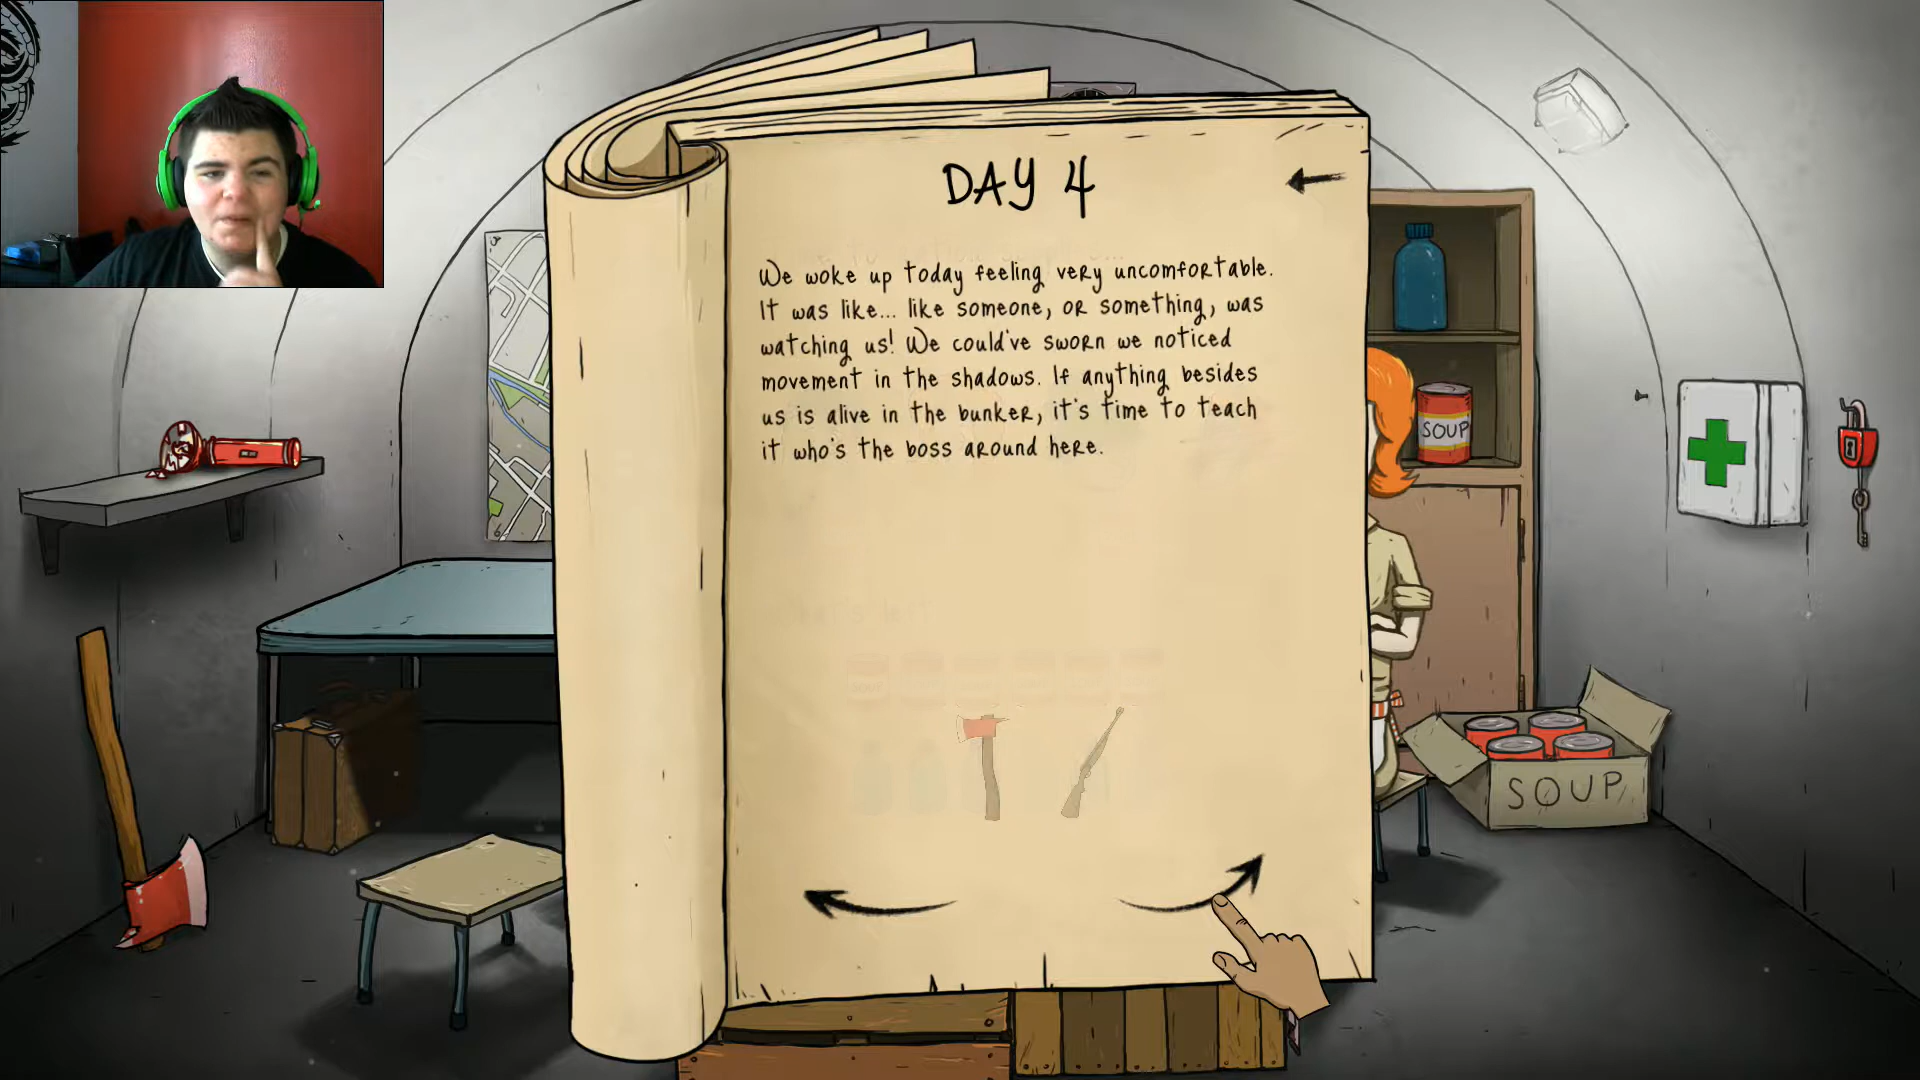 DAY 4
We woke up today feeling very uncomfortable.
It was like... like someone, or something, was
watching us! We could've sworn we noticed
movement in the shadows. If anything besides
us is alive in the bunker, it's time to teach
it who's the boss around here.
SOUP
SOUP